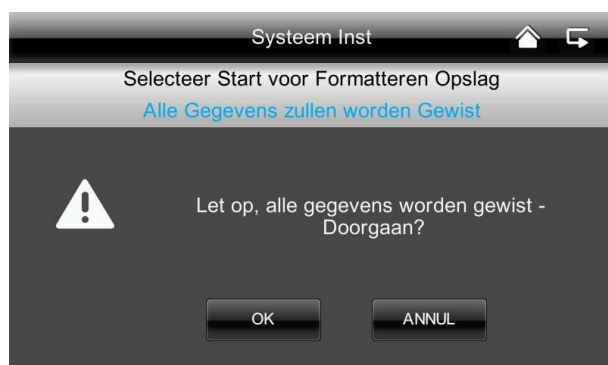 Systeem Inst
Selecteer Start voor Formatteren Opslag
Alle Gegevens zullen worden Gewist
Let op, alle gegevens worden gewist -
Doorgaan?
OK
ANNUL